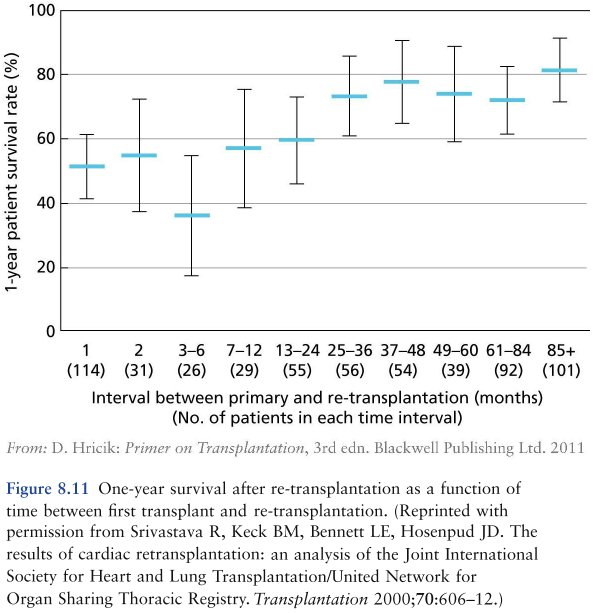 100
80
60
40
20
0
1-year patient survival rate (%)
1 2 3–6 7–12 13–24 25–36 37–48 49–60 61–84 85+
(114) (31) (26) (29) (55) (56) (54) (39) (92) (101)
Interval between primary and re-transplantation (months)
(No. of patients in each time interval)
From: D. Hricik: Primer on Transplantation, 3rd edn. Blackwell Publishing Ltd. 2011
Figure 8.11 One-year survival after re-transplantation as a function of
time between first transplant and re-transplantation. (Reprinted with
permission from Srivastava R, Keck BM, Bennett LE, Hosenpud JD. The
results of cardiac retransplantation: an analysis of the Joint International
Society for Heart and Lung Transplantation/United Network for
Organ Sharing Thoracic Registry. Transplantation 2000;70:606–12.)